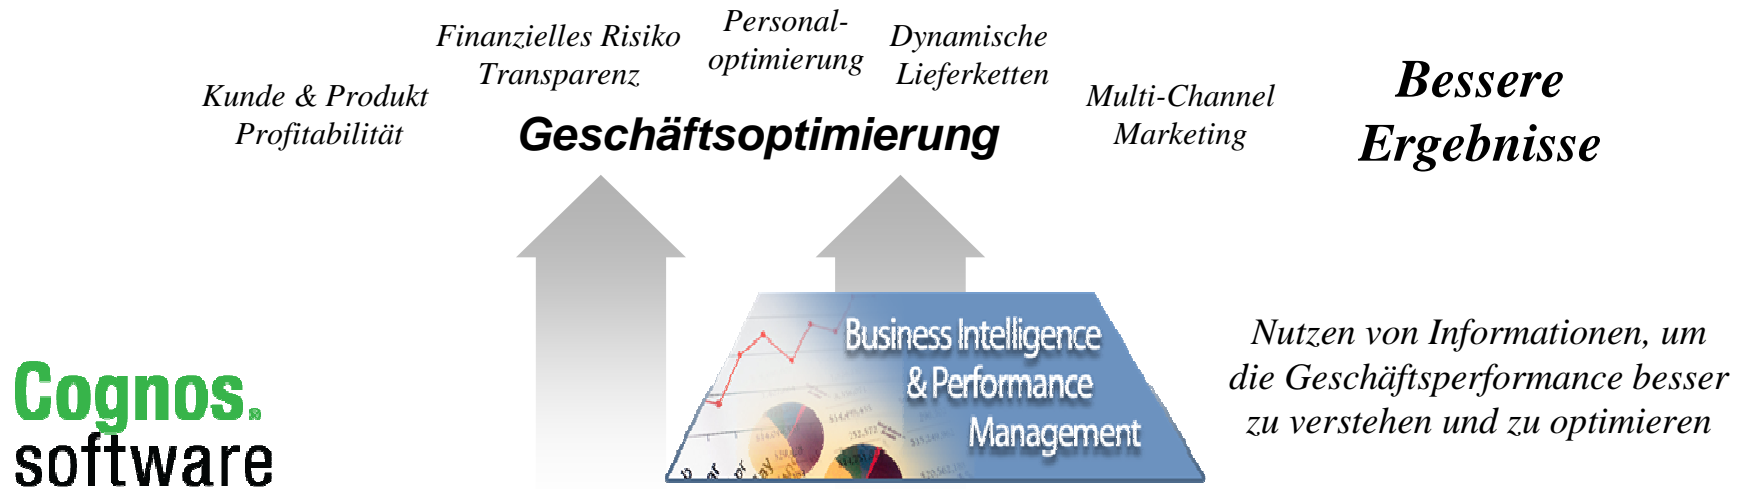 Kunde & Produkt
Profitabilität
Finanzielles Risiko
Transparenz
Personal-
optimierung
Dynamische
Lieferketten
Multi-Channel
Marketing
Geschäftsoptimierung
Bessere
Ergebnisse
Business Intelligence
& Performance
Management
Nutzen von Informationen, um
die Geschäftsperformance besser
zu verstehen und zu optimieren
Cognos.
software